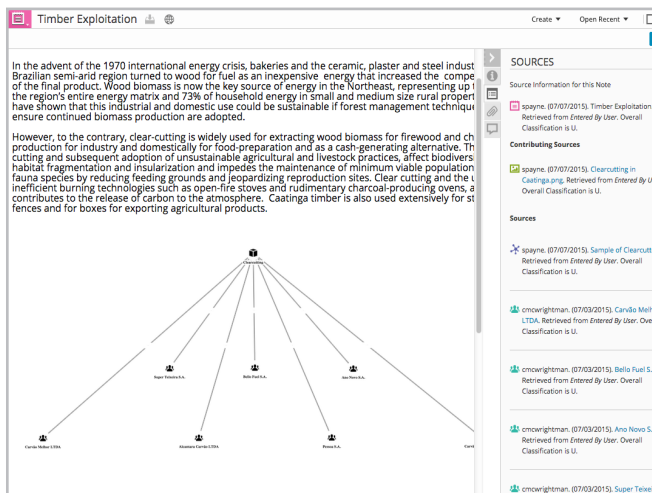 Timber Exploitation
Create ▼ Open Recent ▼
In the advent of the 1970 international energy crisis, bakeries and the ceramic, plaster and steel indust
Brazilian semi-arid region turned to wood for fuel as an inexpensive energy that increased the compe
of the final product. Wood biomass is now the key source of energy in the Northeast, representing up t
the region's entire energy matrix and 73% of household energy in small and medium size rural propert
have shown that this industrial and domestic use could be sustainable if forest management technique
ensure continued biomass production are adopted.
However, to the contrary, clear-cutting is widely used for extracting wood biomass for firewood and ch
production for industry and domestically for food-preparation and as a cash-generating alternative. Th
cutting and subsequent adoption of unsustainable agricultural and livestock practices, affect biodivers
habitat fragmentation and insularization and impedes the maintenance of minimum viable population
fauna species by reducing feeding grounds and jeopardizing reproduction sites. Clear cutting and the u
inefficient burning technologies such as open-fire stoves and rudimentary charcoal-producing ovens, a
contributes to the release of carbon to the atmosphere. Caatinga timber is also used extensively for st
fences and for boxes for exporting agricultural products.
Clearcutting
Super Teixeira S.A.
Bello Fuel S.A.
Ano Novo S.A.
Carvão Melhor LTDA
Alcantara Carvão LTDA
Pessoa S.A.
SOURCES
Source Information for this Note
spayne. (07/07/2015). Timber Exploitation
Retrieved from Entered By User. Overall
Classification is U.
Contributing Sources
spayne. (07/07/2015). Clearcutting in
Caatinga.png. Retrieved from Entered By U
Overall Classification is U.
Sources
spayne. (07/07/2015). Sample of Clearcutt
Retrieved from Entered By User. Overall
Classification is U.
cmcwrightman. (07/03/2015). Carvão Melh
LTDA. Retrieved from Entered By User. Ove
Classification is U.
cmcwrightman. (07/03/2015). Bello Fuel S.
Retrieved from Entered By User. Overall
Classification is U.
cmcwrightman. (07/03/2015). Ano Novo S.
Retrieved from Entered By User. Overall
Classification is U.
cmcwrightman. (07/03/2015). Super Teixe